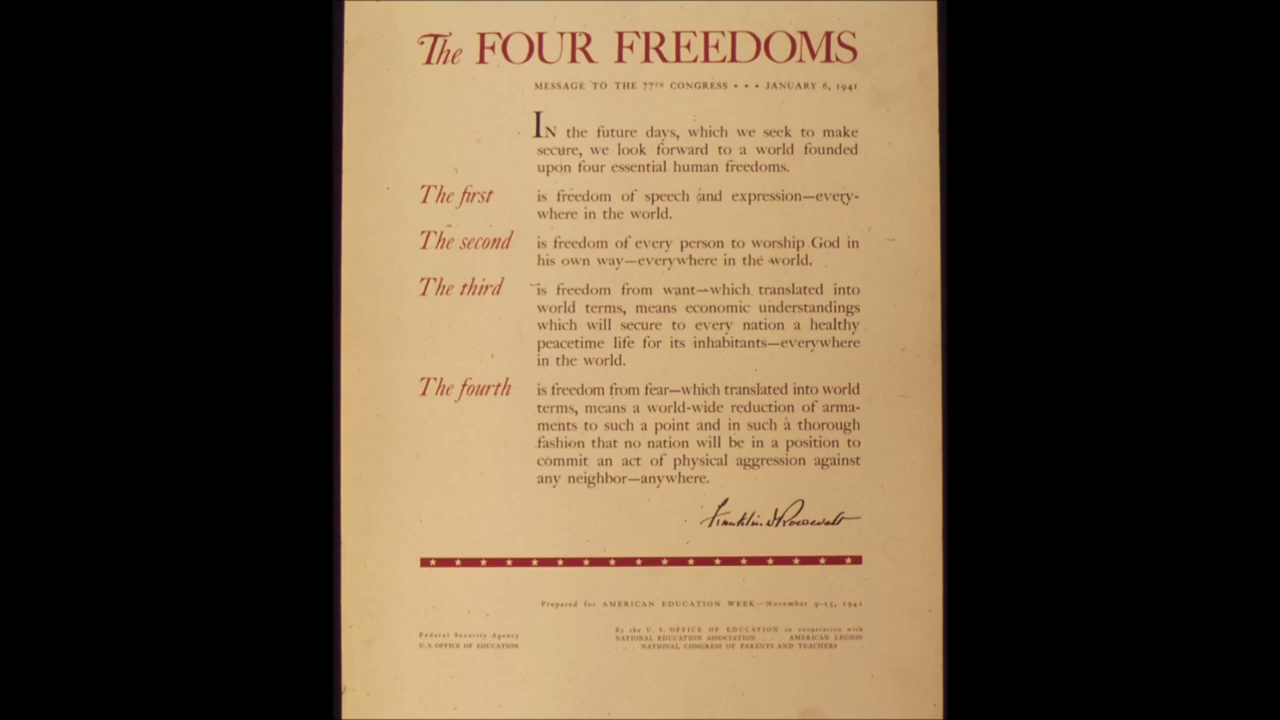 The FOUR FREEDOMS
MESSAGE TO THE 77TH CONGRESS • • • JANUARY 6, 1941
IN the future days, which we seek to make
secure, we look forward to a world founded
upon four essential human freedoms.
The first is freedom of speech and expression—every-
where in the world.
The second is freedom of every person to worship God in
his own way—everywhere in the world.
The third is freedom from want—which translated into
world terms, means economic understandings
which will secure to every nation a healthy
peacetime life for its inhabitants—everywhere
in the world.
The fourth is freedom from fear—which translated into world
terms, means a world-wide reduction of arma-
ments to such a point and in such a thorough
fashion that no nation will be in a position to
commit an act of physical aggression against
any neighbor—anywhere.
Franklin D Roosevelt
Prepared for AMERICAN EDUCATION WEEK—November 9-15, 1941
Federal Security Agency
U.S. OFFICE OF EDUCATION
By the U. S. OFFICE OF EDUCATION in cooperation with
NATIONAL EDUCATION ASSOCIATION . . . AMERICAN LEGION
. . . NATIONAL CONGRESS OF PARENTS AND TEACHERS . . .